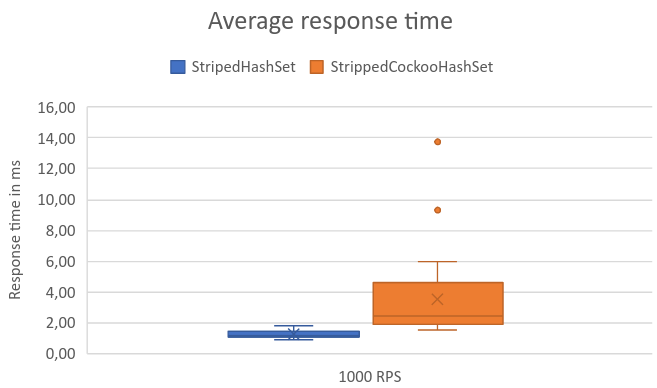 Average response time
StripedHashSet StrippedCockooHashSet
16,00
14,00
12,00
10,00
8,00
6,00
4,00
2,00
0,00
Response time in ms
1000 RPS